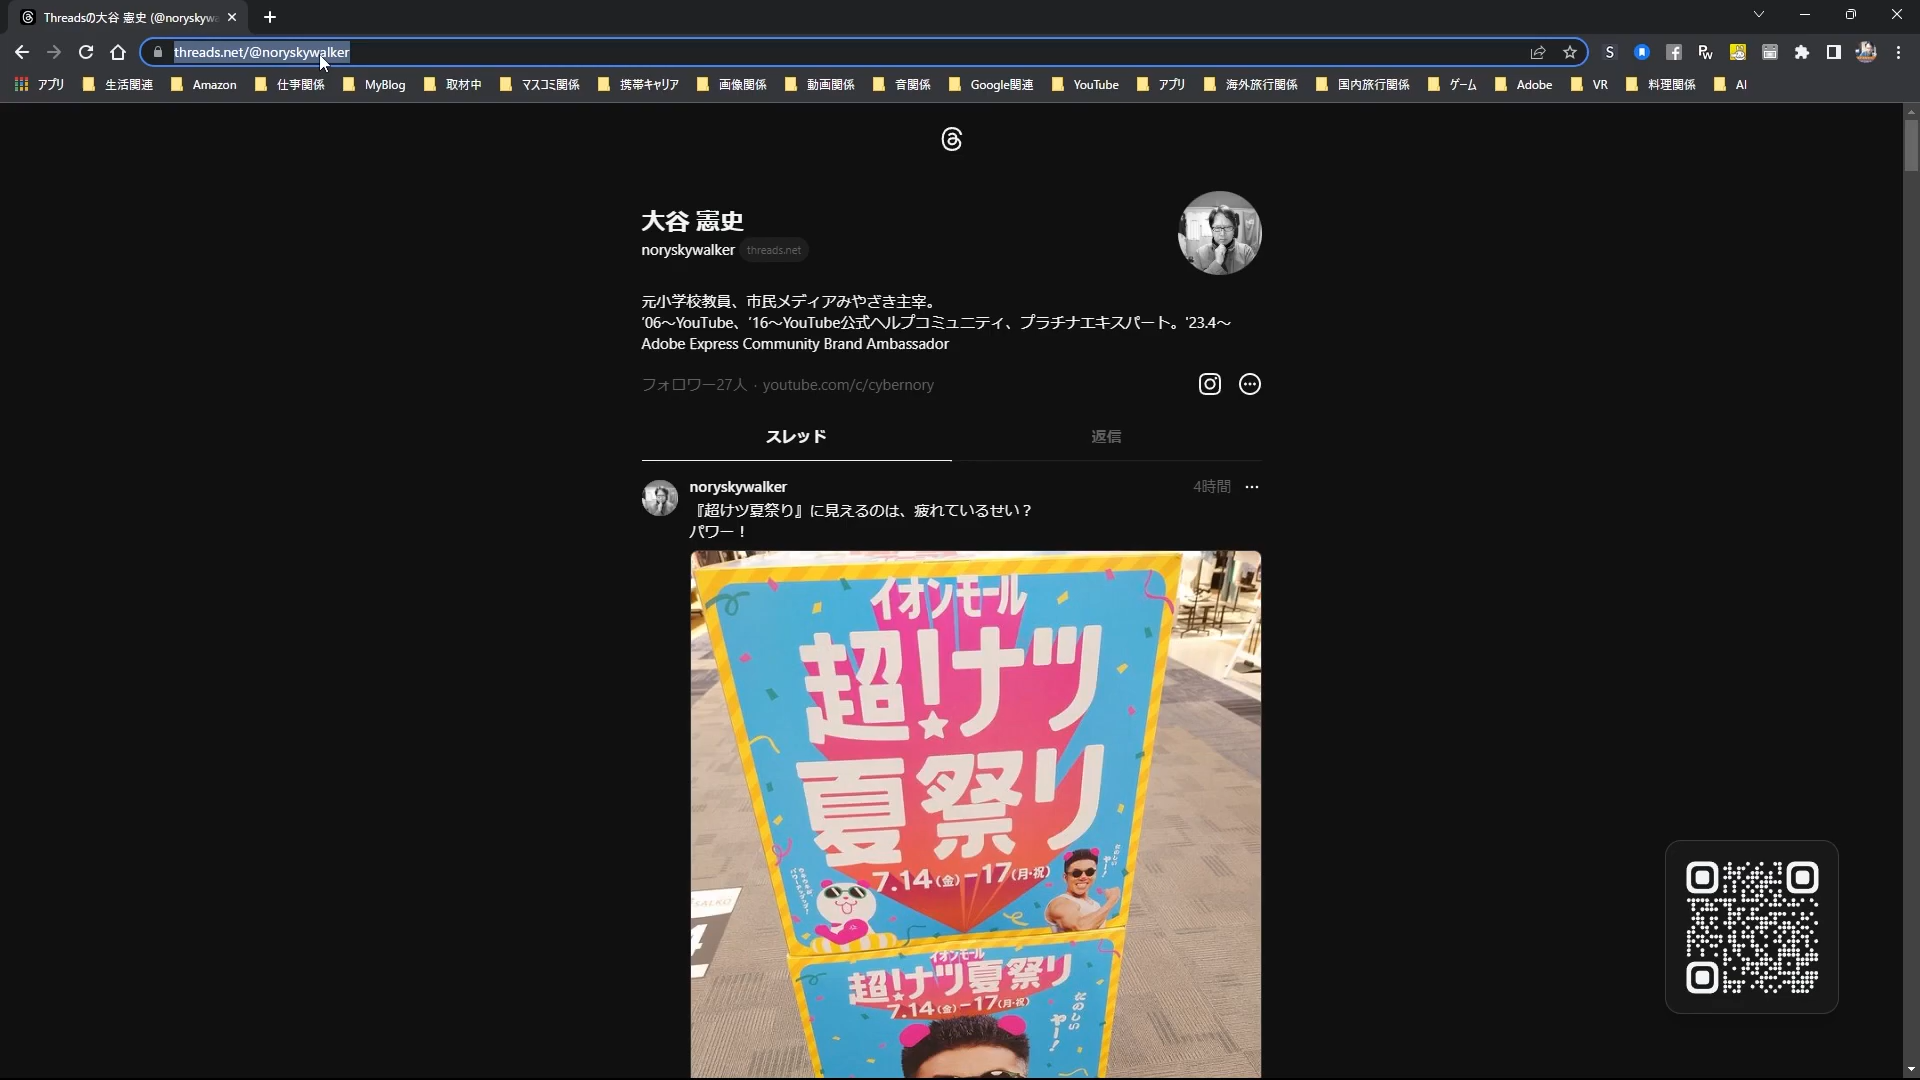 Threadsの大谷 憲史 (@noryskywa
threads.net/@noryskywalker
アプリ 生活関連 Amazon 仕事関係 MyBlog 取材中 マスコミ関係 携帯キャリア 画像関係 動画関係 音関係 Google関連 YouTube アプリ 海外旅行関係 国内旅行関係 ゲーム Adobe VR 料理関係 AI
大谷 憲史
noryskywalker threads.net
元小学校教員、市民メディアみやざき主宰。
'06〜YouTube、'16〜YouTube公式ヘルプコミュニティ、プラチナエキスパート。'23.4〜
Adobe Express Community Brand Ambassador
フォロワー27人 · youtube.com/c/cybernory
スレッド 返信
noryskywalker 4時間
『超けツ夏祭り』に見えるのは、疲れているせい？
パワー！
イオンモール
超!ナツ
夏祭り
7.14(金)−17(月・祝)
イオンモール
超!ナツ夏祭り
7.14(金)−17(月・祝)
たのしい
ヤー!